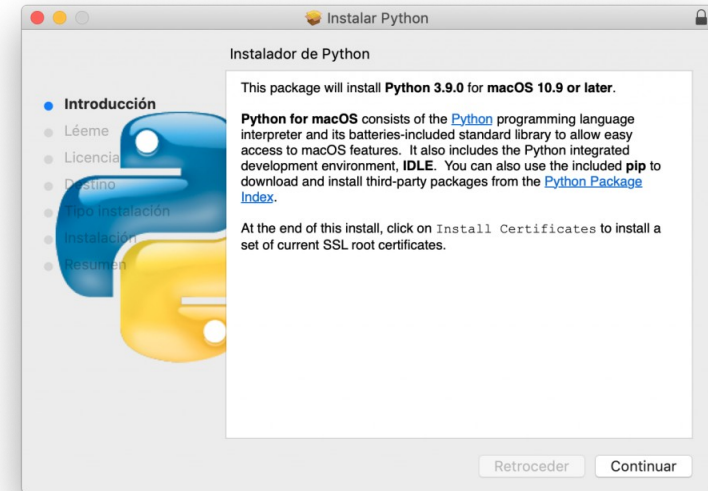 Instalar Python
Instalador de Python
Introducción
Léeme
Licencia
Destino
Tipo instalación
Instalación
Resumen
This package will install Python 3.9.0 for macOS 10.9 or later.
Python for macOS consists of the Python programming language
interpreter and its batteries-included standard library to allow easy
access to macOS features. It also includes the Python integrated
development environment, IDLE. You can also use the included pip to
download and install third-party packages from the Python Package
Index.
At the end of this install, click on Install Certificates to install a
set of current SSL root certificates.
Retroceder
Continuar